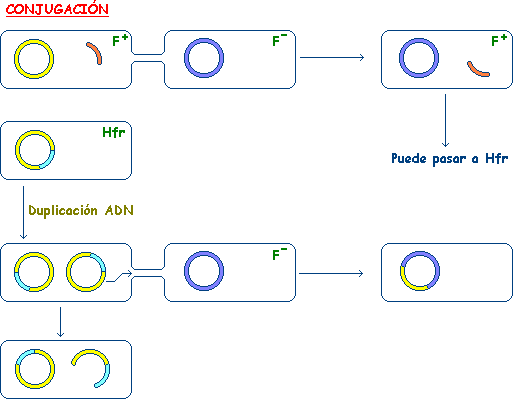 CONJUGACIÓN
F+
F-
F+
Hfr
Puede pasar a Hfr
Duplicación ADN
F-